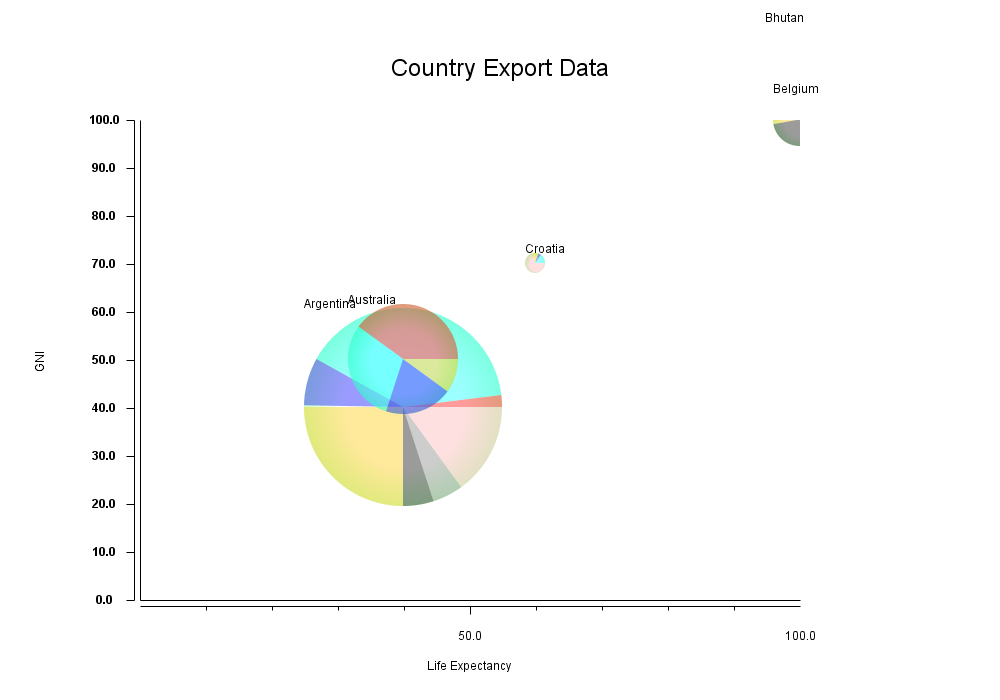 Bhutan
Country Export Data
Belgium
100.0
90.0
80.0
70.0
60.0
50.0
40.0
30.0
20.0
10.0
0.0
Croatia
Argentina
Australia
GNI
50.0
100.0
Life Expectancy